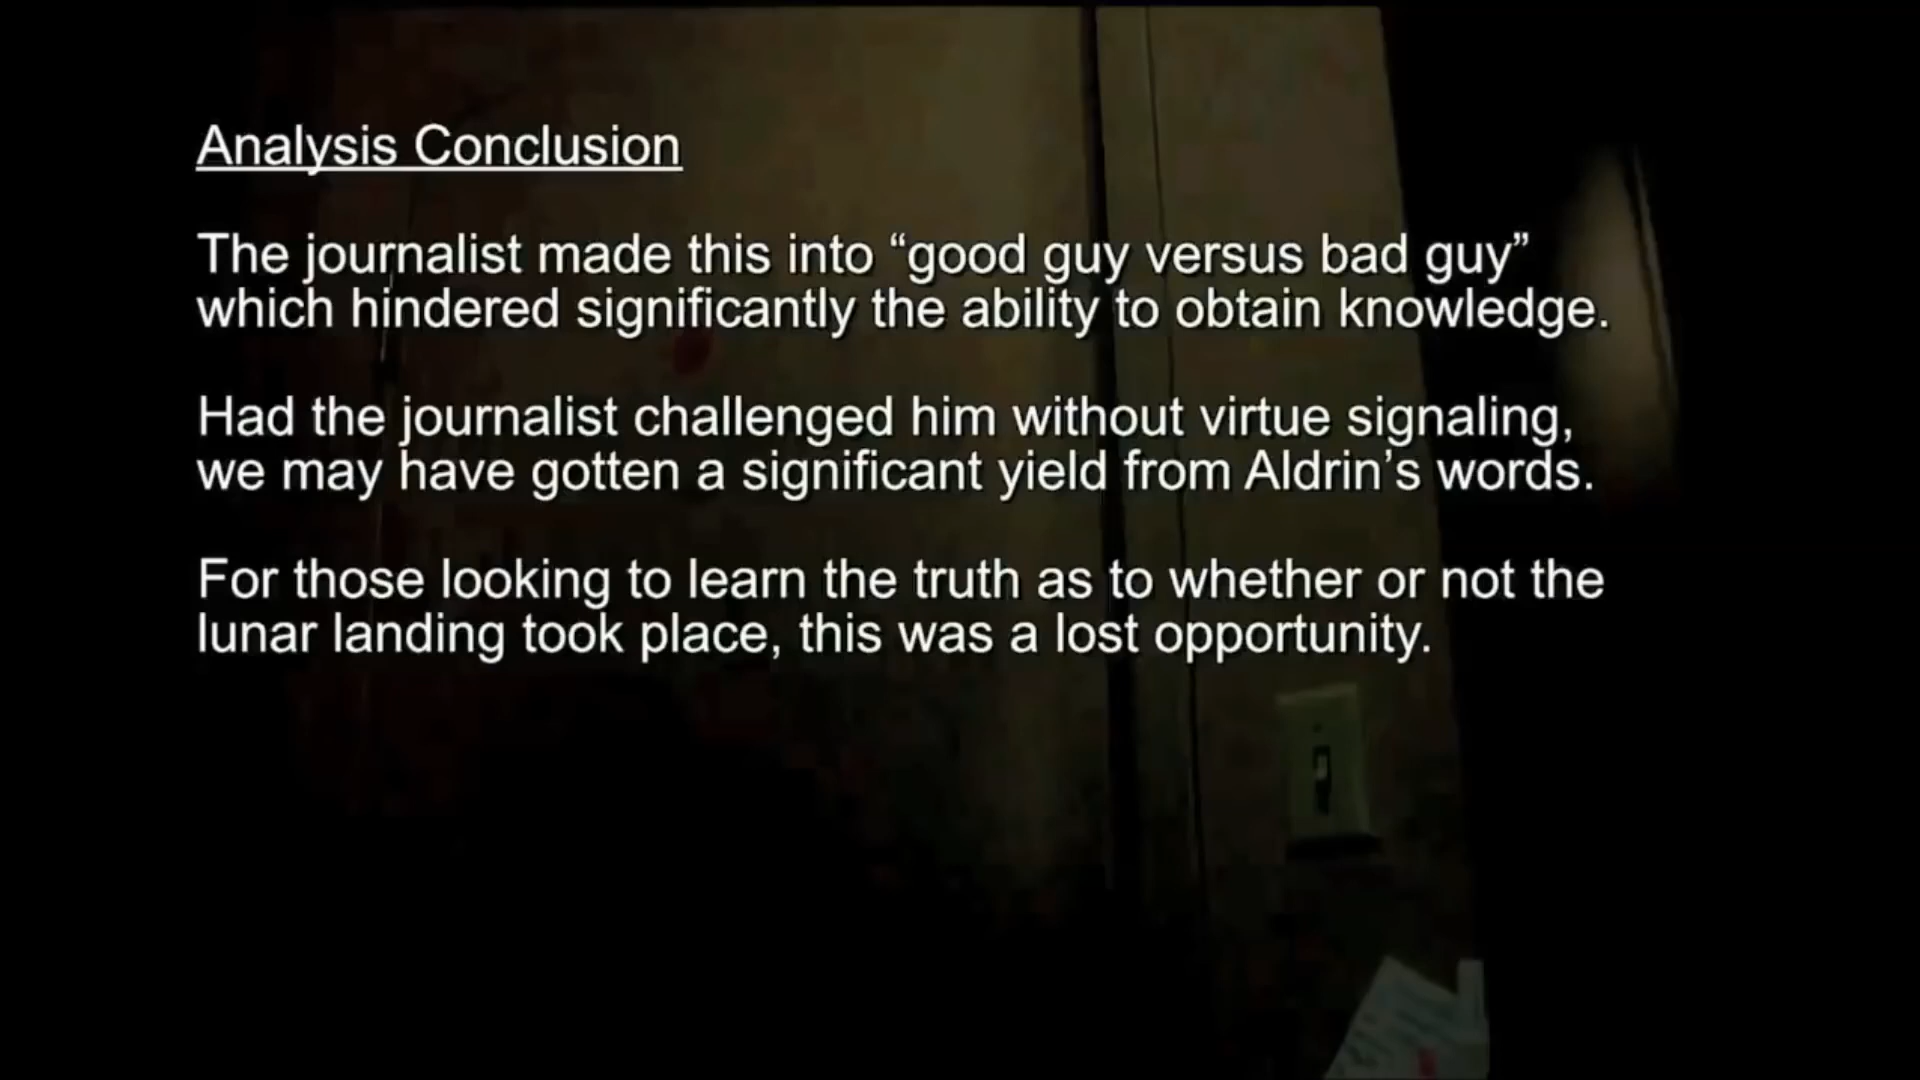 Analysis Conclusion
The journalist made this into “good guy versus bad guy”
which hindered significantly the ability to obtain knowledge.
Had the journalist challenged him without virtue signaling,
we may have gotten a significant yield from Aldrin’s words.
For those looking to learn the truth as to whether or not the
lunar landing took place, this was a lost opportunity.